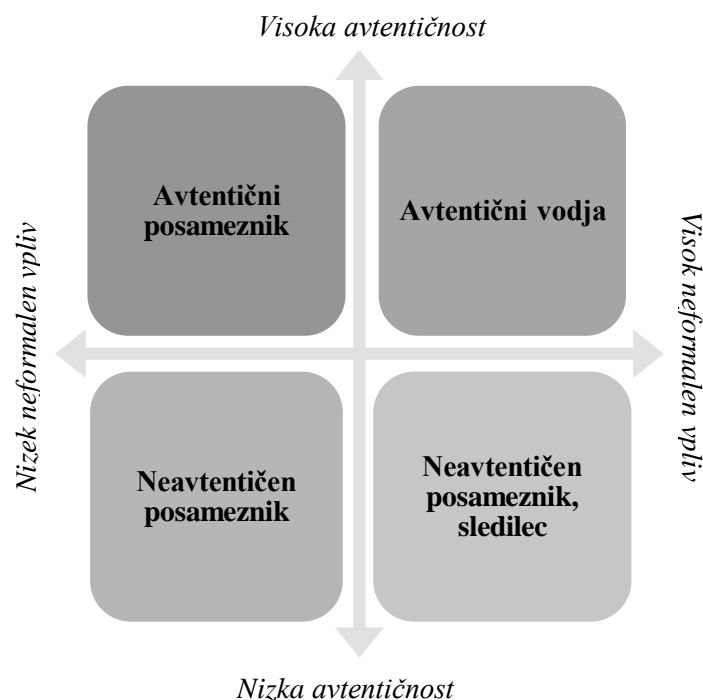 Visoka avtentičnost
Avtentični
posameznik
Avtentični vodja
Nizek neformalen vpliv
Visok neformalen vpliv
Neavtentičen
posameznik
Neavtentičen
posameznik,
sledilec
Nizka avtentičnost